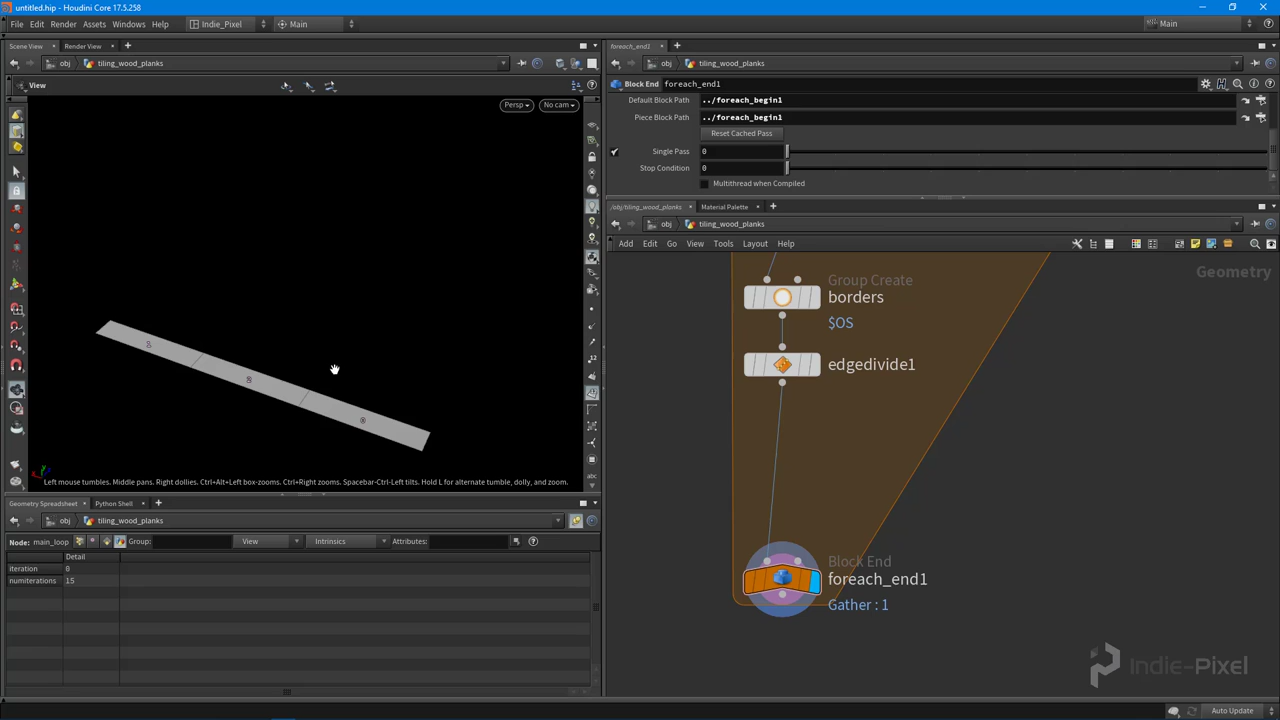 untitled.hip - Houdini Core 17.5.258
File Edit Render Assets Windows Help Indie_Pixel Main Main
Scene View Render View
obj tiling_wood_planks
View
Persp No cam
Left mouse tumbles. Middle pans. Right dollies. Ctrl+Alt+Left box-zooms. Ctrl+Right zooms. Spacebar-Ctrl-Left tilts. Hold L for alternate tumble, dolly, and zoom.
Geometry Spreadsheet Python Shell
obj tiling_wood_planks
Node: main_loop Group: View Intrinsics Attributes:
Detail
iteration 0
numiterations 15
foreach_end1
obj tiling_wood_planks
Block End foreach_end1
Default Block Path ../foreach_begin1
Piece Block Path ../foreach_begin1
Reset Cached Pass
Single Pass 0
Stop Condition 0
Multithread when Compiled
/obj/tiling_wood_planks Material Palette
obj tiling_wood_planks
Add Edit Go View Tools Layout Help
Geometry
Group Create
borders
$OS
edgedivide1
Block End
foreach_end1
Gather : 1
Indie-Pixel
Auto Update